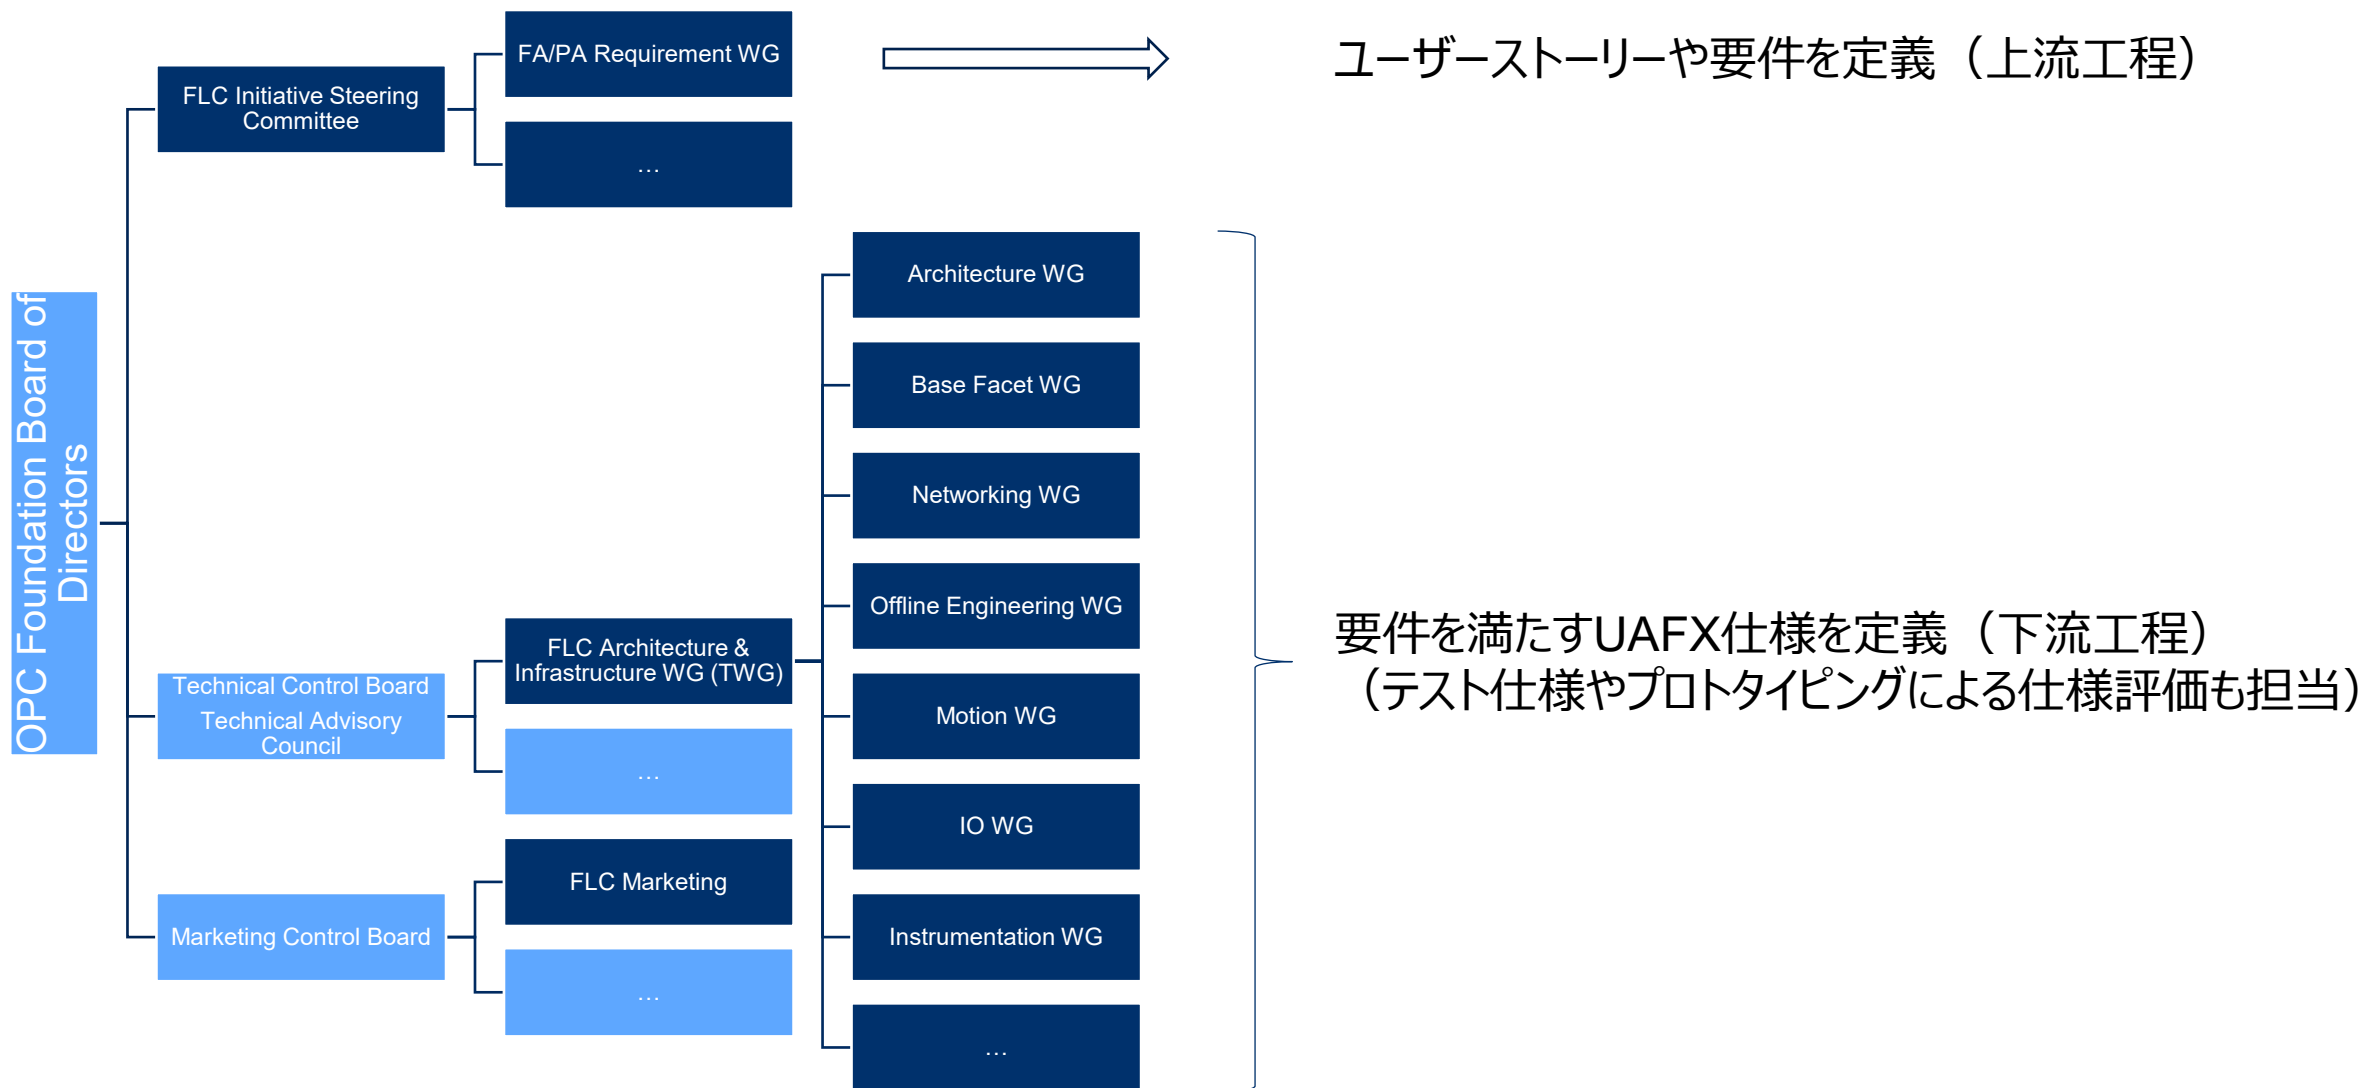 OPC Foundation Board of
Directors
FLC Initiative Steering
Committee
FA/PA Requirement WG
…
Technical Control Board
Technical Advisory
Council
FLC Architecture &
Infrastructure WG (TWG)
…
Architecture WG
Base Facet WG
Networking WG
Offline Engineering WG
Motion WG
IO WG
Instrumentation WG
…
Marketing Control Board
FLC Marketing
…
ユーザーストーリーや要件を定義（上流工程）
要件を満たすUAFX仕様を定義（下流工程）
（テスト仕様やプロトタイピングによる仕様評価も担当）